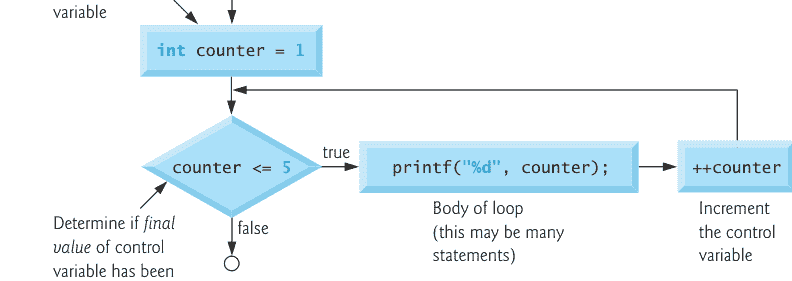 variable
int counter = 1
counter <= 5
true
printf("%d", counter);
++counter
Determine if final
value of control
variable has been
false
Body of loop
(this may be many
statements)
Increment
the control
variable